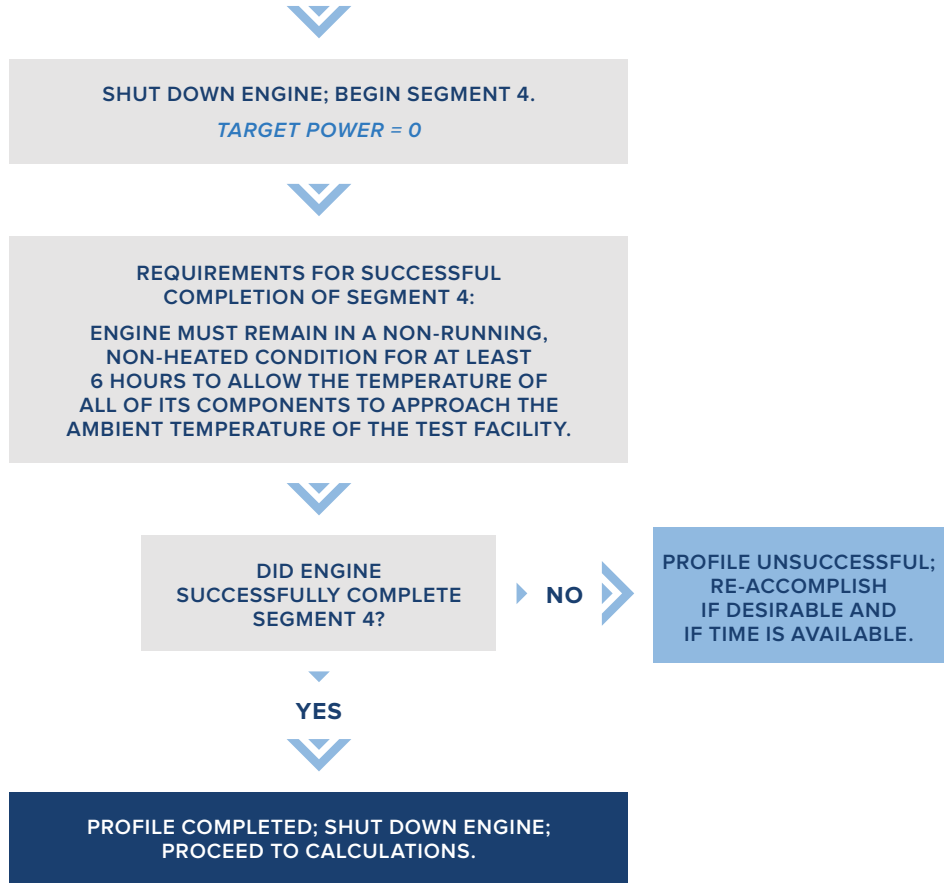 SHUT DOWN ENGINE; BEGIN SEGMENT 4.
TARGET POWER = 0
REQUIREMENTS FOR SUCCESSFUL
COMPLETION OF SEGMENT 4:
ENGINE MUST REMAIN IN A NON-RUNNING,
NON-HEATED CONDITION FOR AT LEAST
6 HOURS TO ALLOW THE TEMPERATURE OF
ALL OF ITS COMPONENTS TO APPROACH THE
AMBIENT TEMPERATURE OF THE TEST FACILITY.
DID ENGINE
SUCCESSFULLY COMPLETE
SEGMENT 4?
NO
PROFILE UNSUCCESSFUL;
RE-ACCOMPLISH
IF DESIRABLE AND
IF TIME IS AVAILABLE.
YES
PROFILE COMPLETED; SHUT DOWN ENGINE;
PROCEED TO CALCULATIONS.